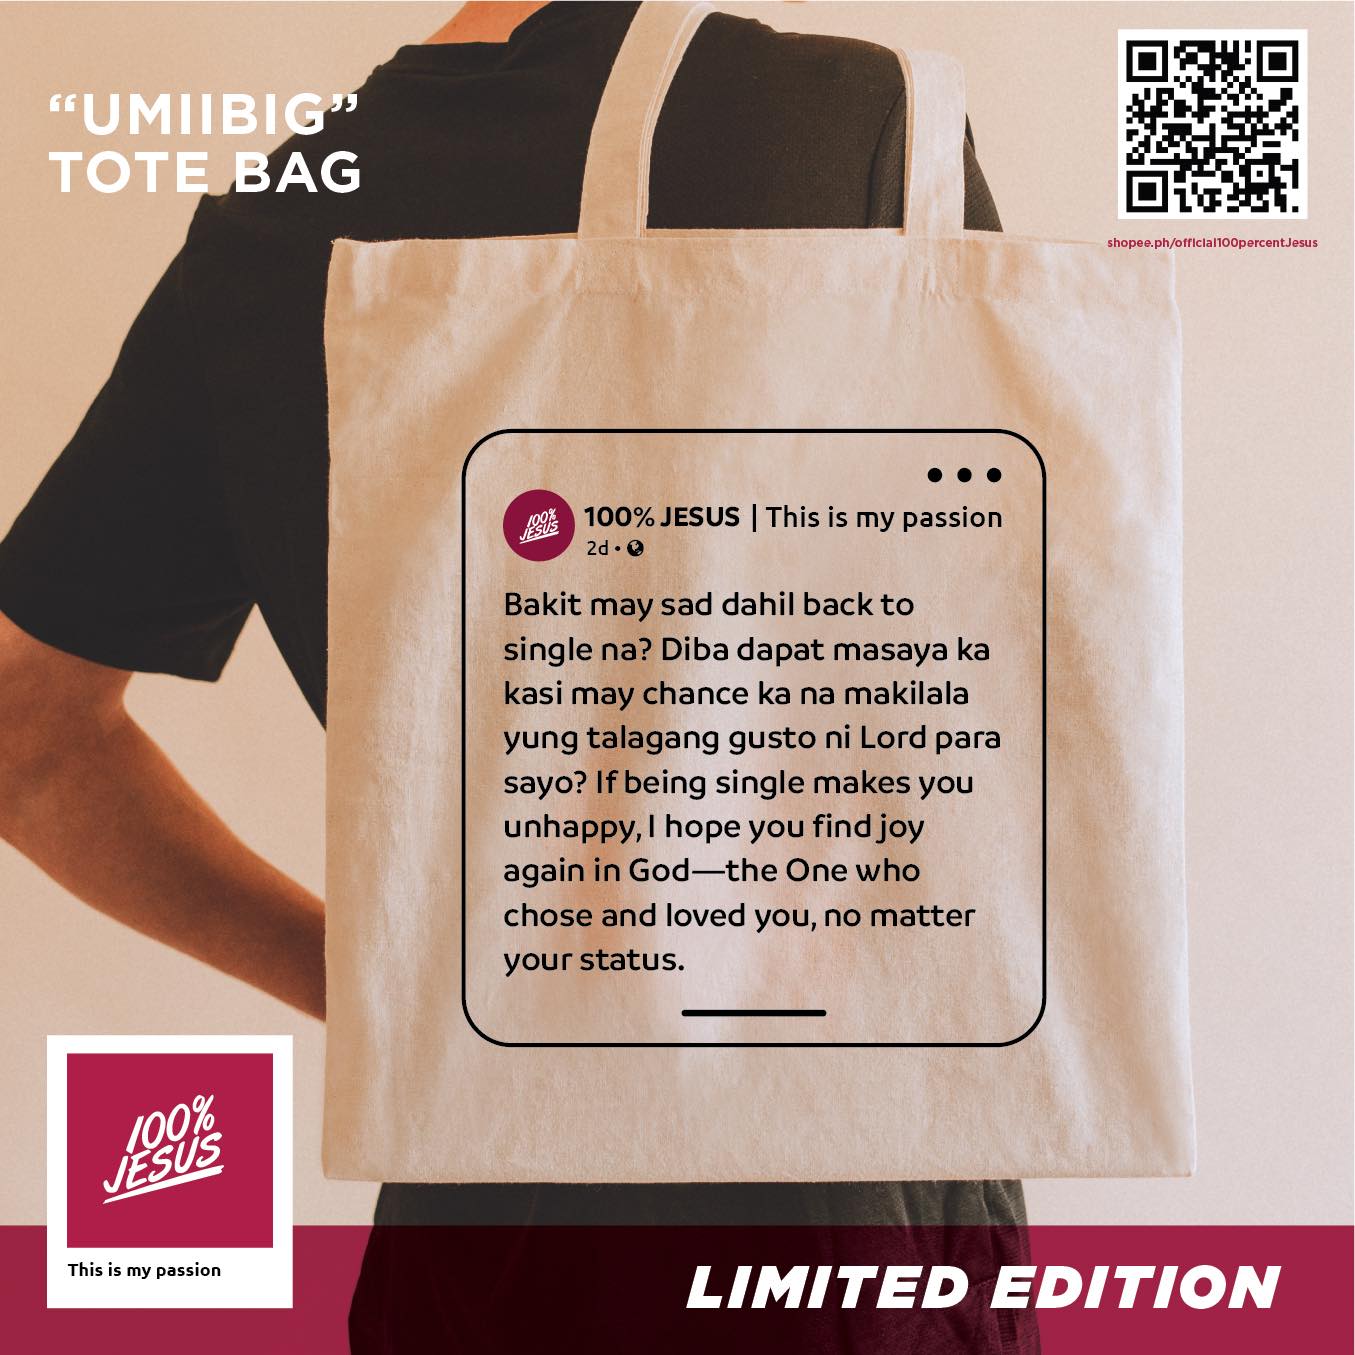 “UMIIBIG”
TOTE BAG
shopee.ph/official100percentJesus
100% JESUS | This is my passion
2d •
100%
JESUS
Bakit may sad dahil back to
single na? Diba dapat masaya ka
kasi may chance ka na makilala
yung talagang gusto ni Lord para
sayo? If being single makes you
unhappy, I hope you find joy
again in God—the One who
chose and loved you, no matter
your status.
100%
JESUS
This is my passion
LIMITED EDITION